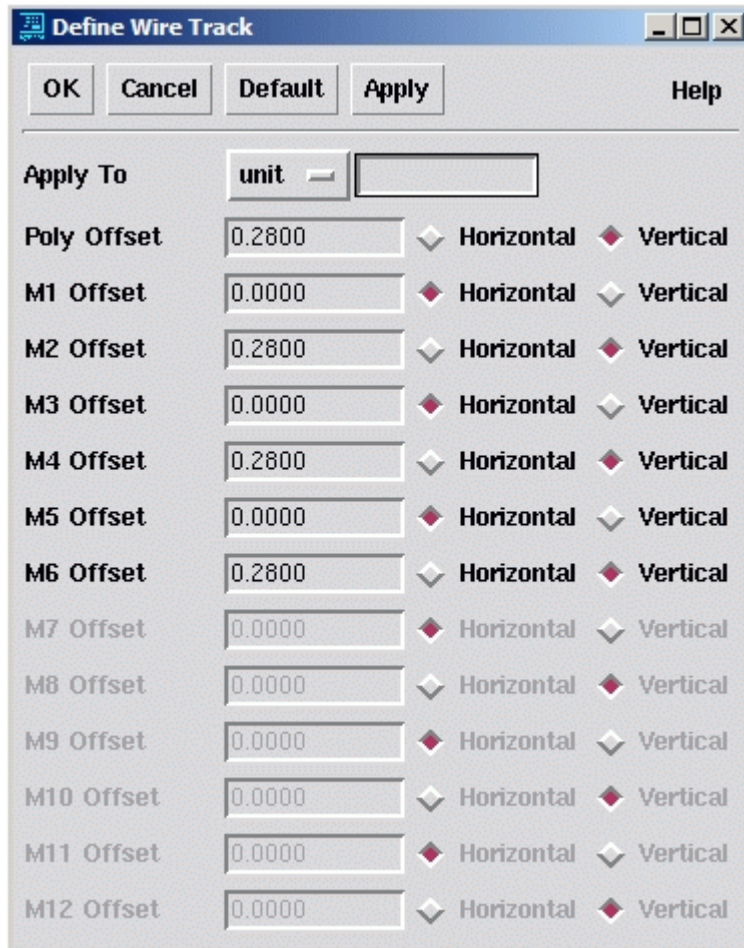 Define Wire Track
OK Cancel Default Apply Help
Apply To unit
Poly Offset 0.2800 Horizontal Vertical
M1 Offset 0.0000 Horizontal Vertical
M2 Offset 0.2800 Horizontal Vertical
M3 Offset 0.0000 Horizontal Vertical
M4 Offset 0.2800 Horizontal Vertical
M5 Offset 0.0000 Horizontal Vertical
M6 Offset 0.2800 Horizontal Vertical
M7 Offset 0.0000 Horizontal Vertical
M8 Offset 0.0000 Horizontal Vertical
M9 Offset 0.0000 Horizontal Vertical
M10 Offset 0.0000 Horizontal Vertical
M11 Offset 0.0000 Horizontal Vertical
M12 Offset 0.0000 Horizontal Vertical